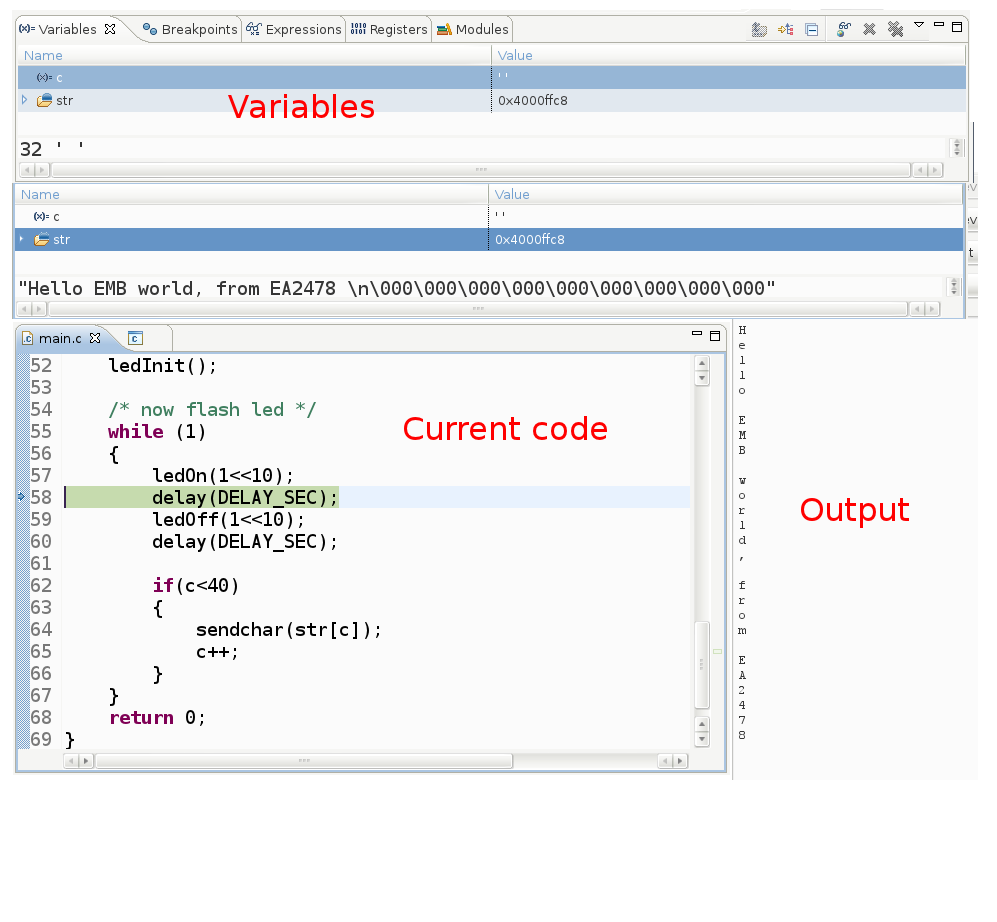 (x)= Variables Breakpoints Expressions Registers Modules
Name Value
(x)= c ' '
str 0x4000ffc8
Variables
32 ' '
Name Value
(x)= c ' '
str 0x4000ffc8
"Hello EMB world, from EA2478 \n\000\000\000\000\000\000\000\000\000"
main.c
52 ledInit();
53
54 /* now flash led */
55 while (1)
56 {
57 ledOn(1<<10);
58 delay(DELAY_SEC);
59 ledOff(1<<10);
60 delay(DELAY_SEC);
61
62 if(c<40)
63 {
64 sendchar(str[c]);
65 c++;
66 }
67 }
68 return 0;
69 }
Current code
H
e
l
l
o
E
M
B
w
o
r
l
d
,
f
r
o
m
E
A
2
4
7
8
Output